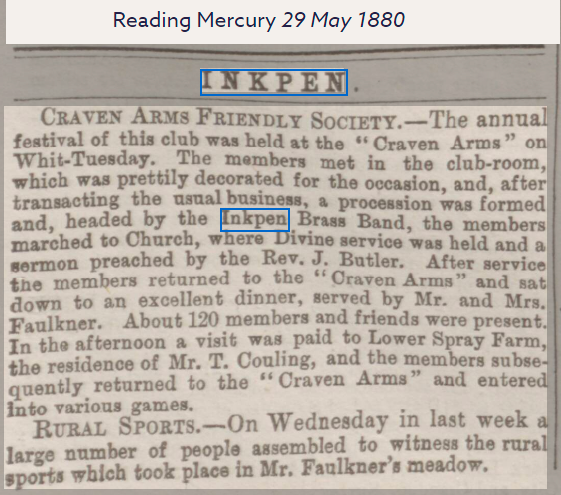 Reading Mercury 29 May 1880
INKPEN.
CRAVEN ARMS FRIENDLY SOCIETY.—The annual
festival of this club was held at the "Craven Arms" on
Whit-Tuesday. The members met in the club-room,
which was prettily decorated for the occasion, and, after
transacting the usual business, a procession was formed
and, headed by the Inkpen Brass Band, the members
marched to Church, where Divine service was held and a
sermon preached by the Rev. J. Butler. After service
the members returned to the "Craven Arms" and sat
down to an excellent dinner, served by Mr. and Mrs.
Faulkner. About 120 members and friends were present.
In the afternoon a visit was paid to Lower Spray Farm,
the residence of Mr. T. Couling, and the members subse-
quently returned to the "Craven Arms" and entered
into various games.
RURAL SPORTS.—On Wednesday in last week a
large number of people assembled to witness the rural
sports which took place in Mr. Faulkner's meadow.